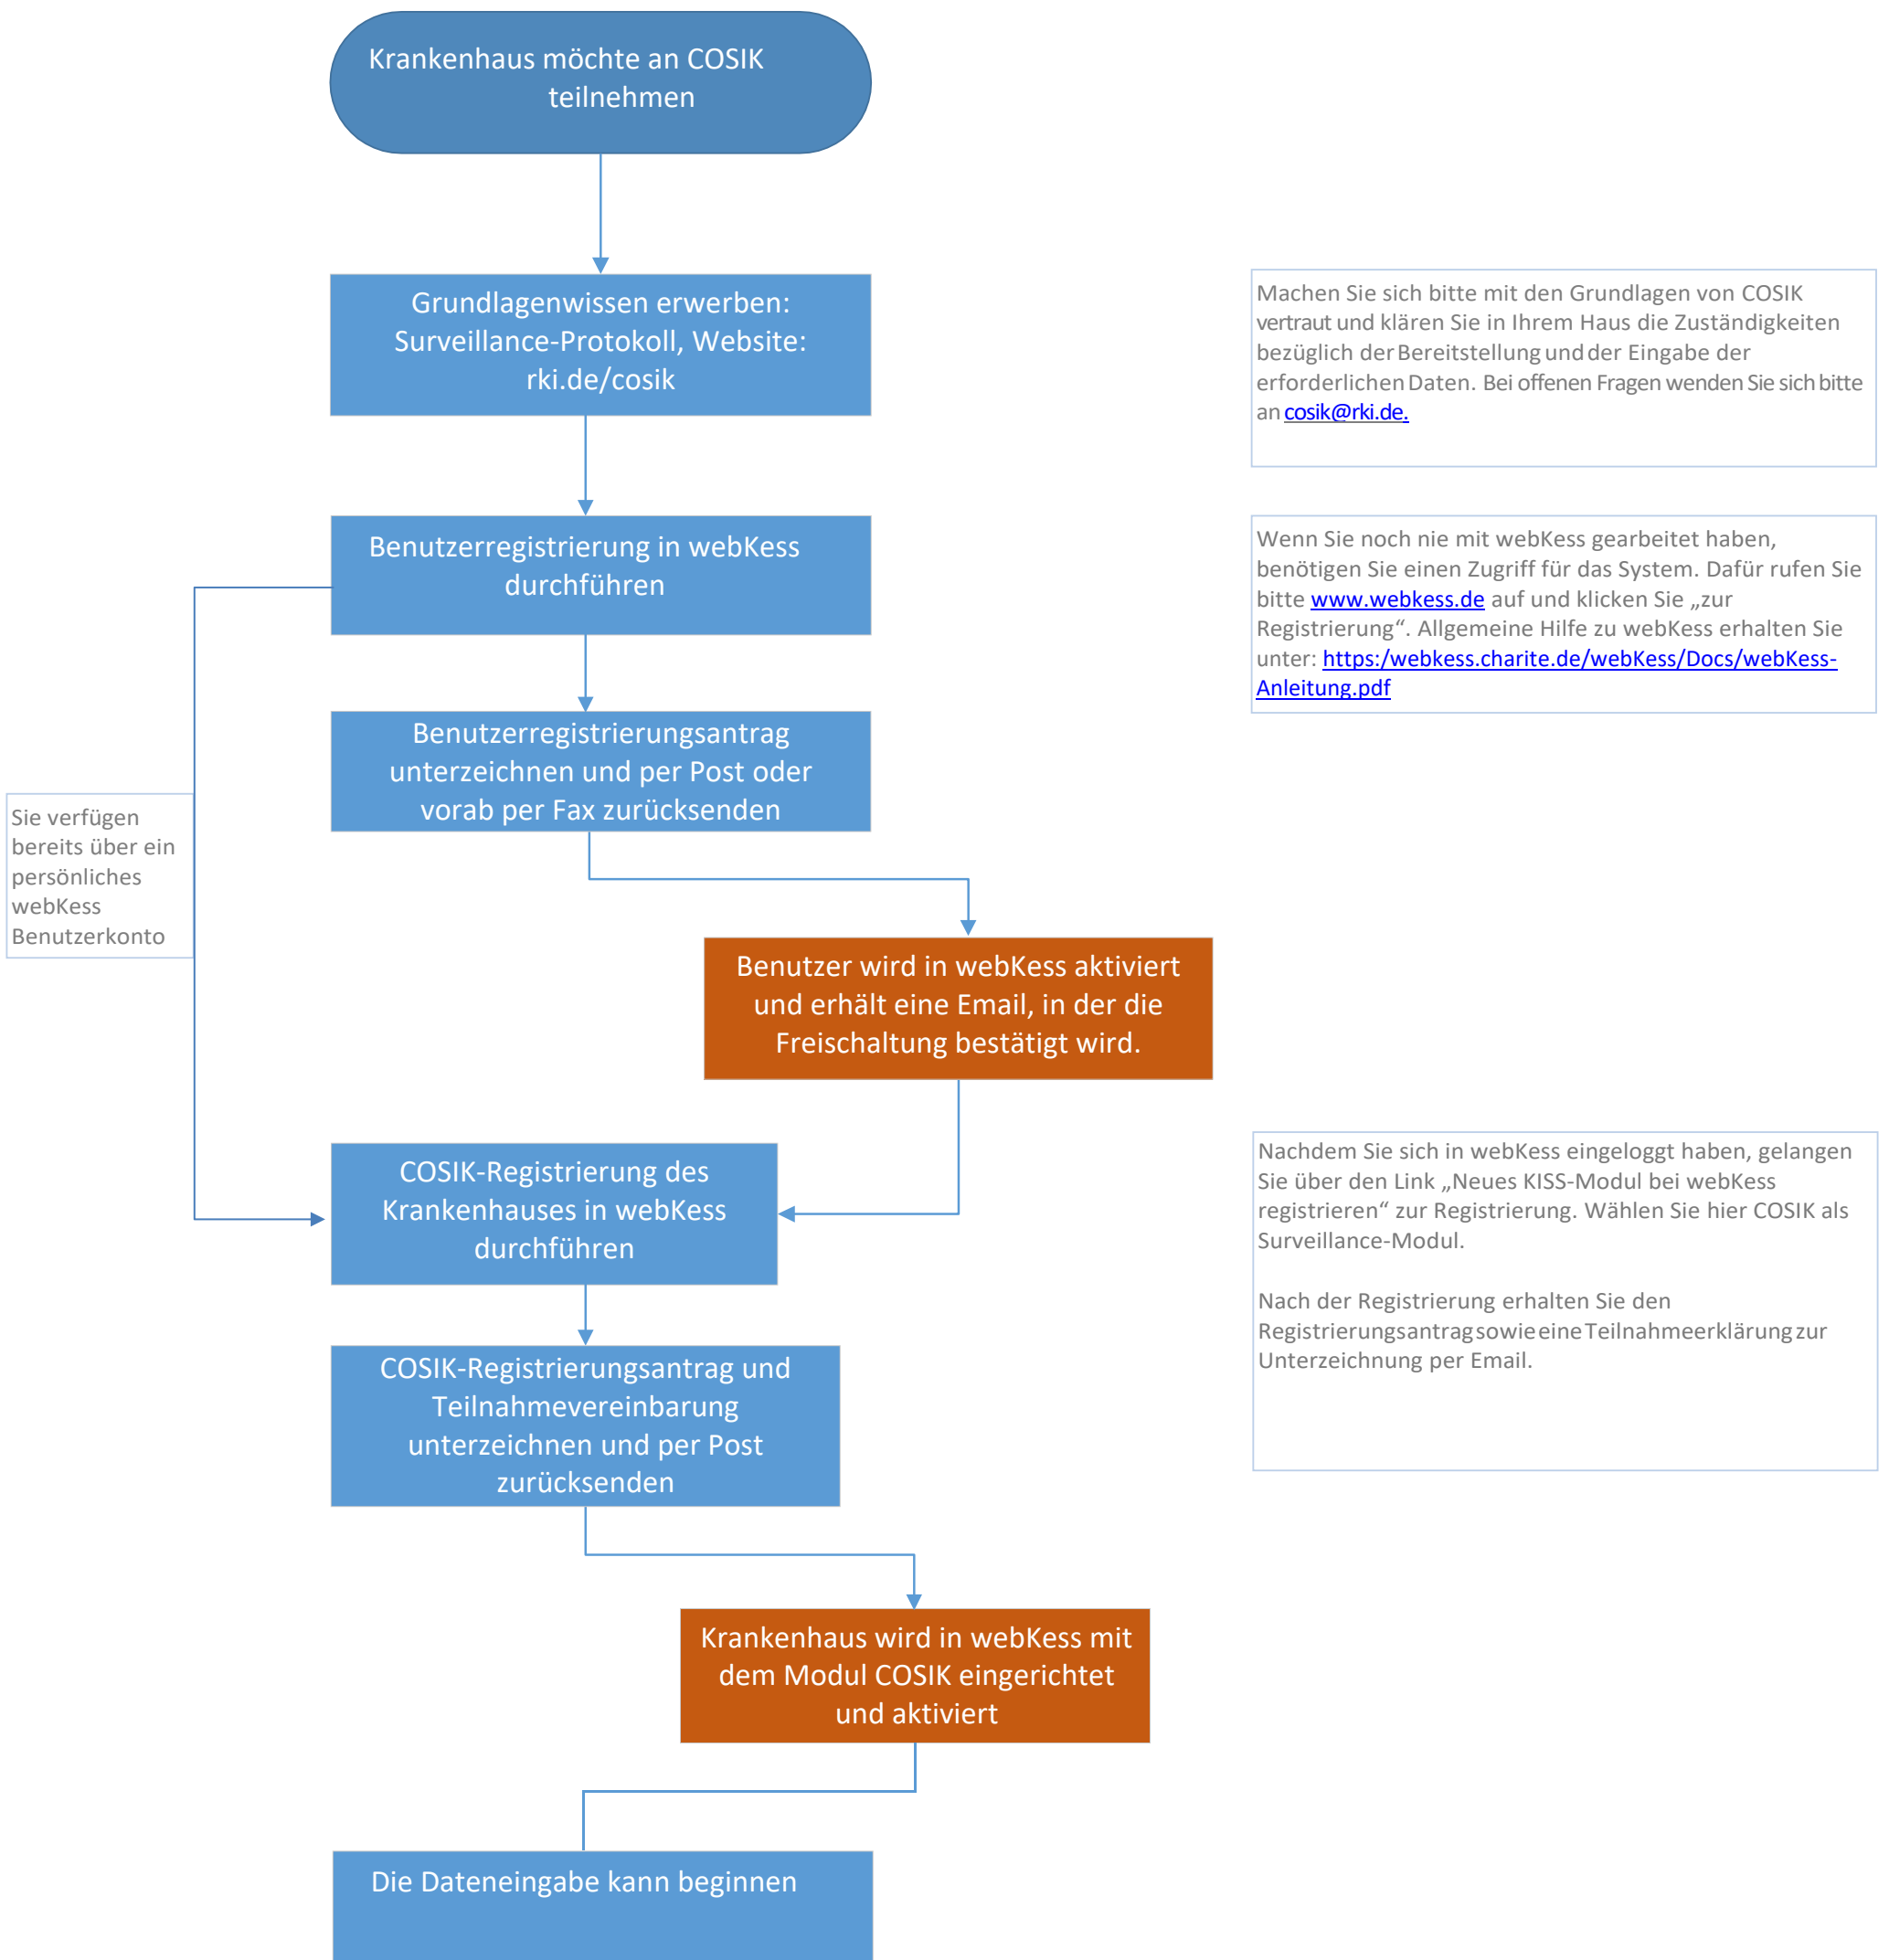 Krankenhaus möchte an COSIK
teilnehmen
Grundlagenwissen erwerben:
Surveillance-Protokoll, Website:
rki.de/cosik
Machen Sie sich bitte mit den Grundlagen von COSIK
vertraut und klären Sie in Ihrem Haus die Zuständigkeiten
bezüglich der Bereitstellung und der Eingabe der
erforderlichen Daten. Bei offenen Fragen wenden Sie sich bitte
an cosik@rki.de.
Benutzerregistrierung in webKess
durchführen
Wenn Sie noch nie mit webKess gearbeitet haben,
benötigen Sie einen Zugriff für das System. Dafür rufen Sie
bitte www.webkess.de auf und klicken Sie „zur
Registrierung“. Allgemeine Hilfe zu webKess erhalten Sie
unter: https:/webkess.charite.de/webKess/Docs/webKess-
Anleitung.pdf
Benutzerregistrierungsantrag
unterzeichnen und per Post oder
vorab per Fax zurücksenden
Sie verfügen
bereits über ein
persönliches
webKess
Benutzerkonto
Benutzer wird in webKess aktiviert
und erhält eine Email, in der die
Freischaltung bestätigt wird.
COSIK-Registrierung des
Krankenhauses in webKess
durchführen
Nachdem Sie sich in webKess eingeloggt haben, gelangen
Sie über den Link „Neues KISS-Modul bei webKess
registrieren“ zur Registrierung. Wählen Sie hier COSIK als
Surveillance-Modul.
Nach der Registrierung erhalten Sie den
Registrierungsantrag sowie eine Teilnahmeerklärung zur
Unterzeichnung per Email.
COSIK-Registrierungsantrag und
Teilnahmevereinbarung
unterzeichnen und per Post
zurücksenden
Krankenhaus wird in webKess mit
dem Modul COSIK eingerichtet
und aktiviert
Die Dateneingabe kann beginnen